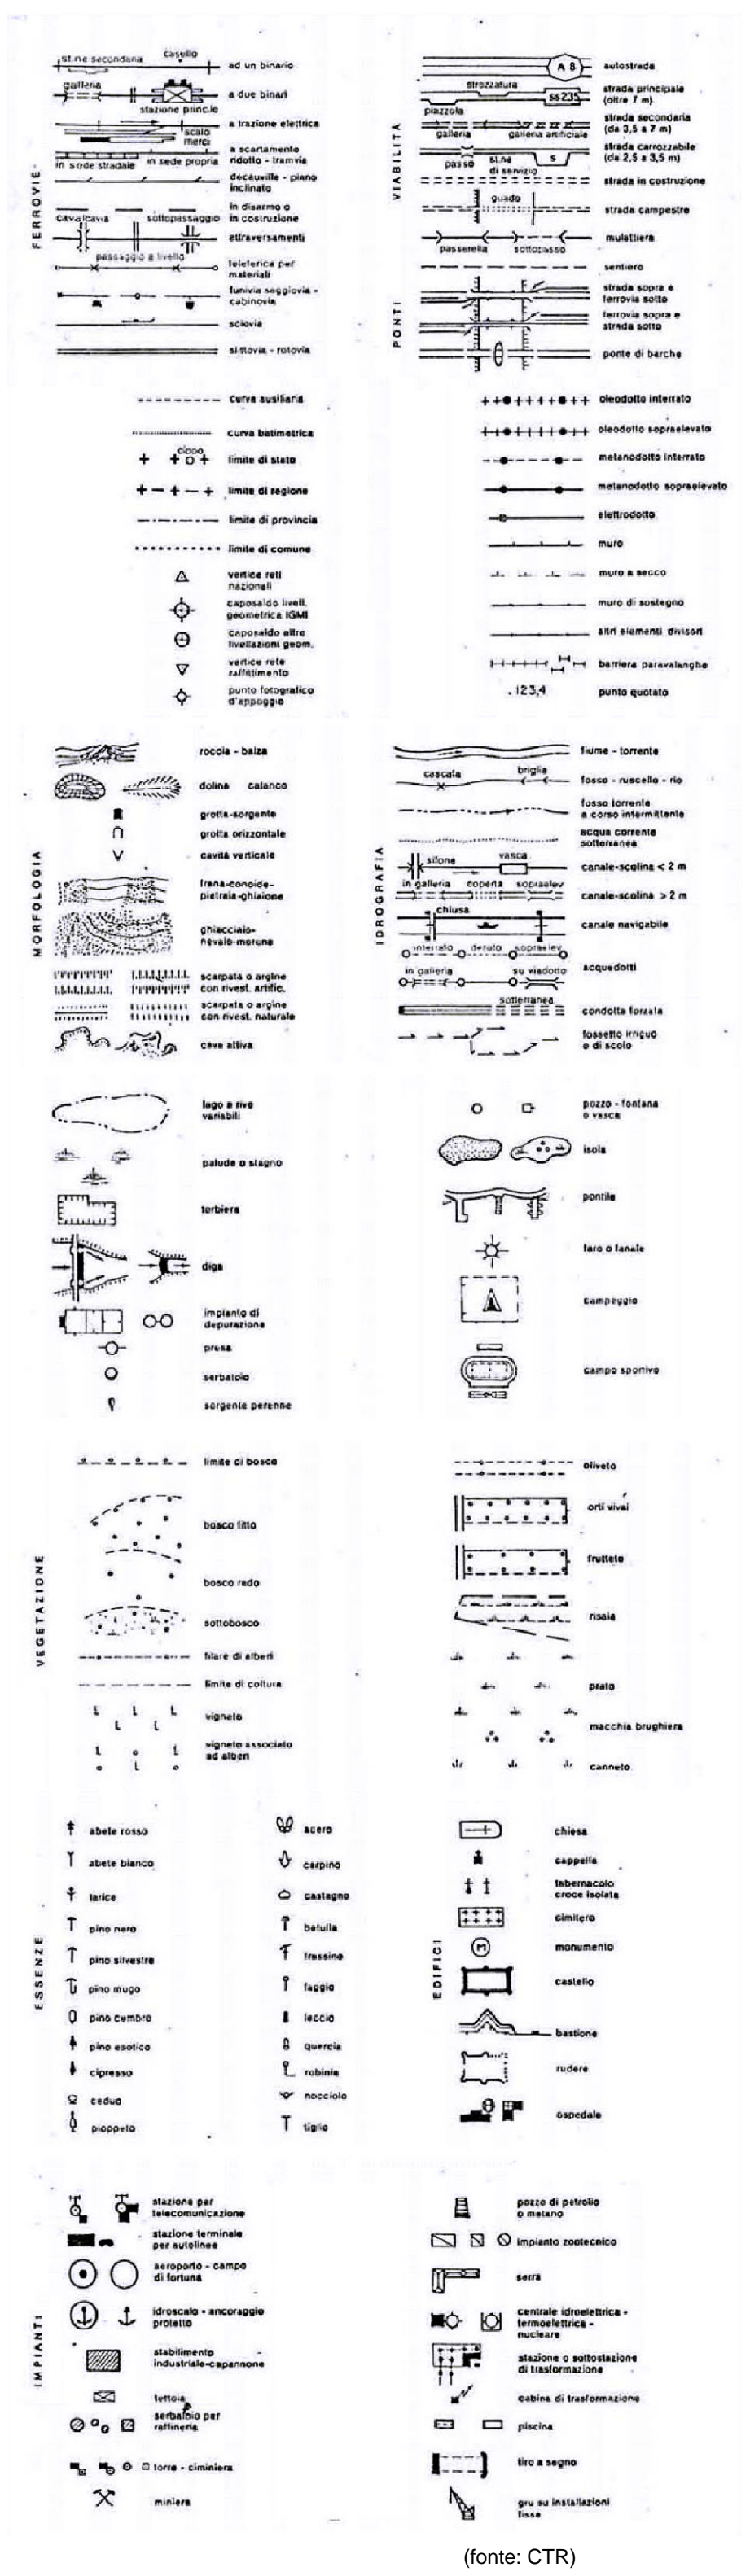 FERROVIE-
st.ne secondaria
casello
ad un binario
galleria
a due binari
stazione princ.le
a trazione elettrica
scalo
merci
a scartamento
ridotto - tramvia
in sede stradale
in sede propria
decauville - piano
inclinato
in disarmo o
in costruzione
cavalcavia
sottopassaggio
attraversamenti
passaggio a livello
teleferica per
materiali
funivia seggiovia -
cabinovia
sciovia
slittovia - rotovia
VIABILITÀ
A 8
autostrada
strozzatura
ss 235
strada principale
(oltre 7 m)
piazzola
strada secondaria
(da 3,5 a 7 m)
galleria
galleria artificiale
strada carrozzabile
(da 2,5 a 3,5 m)
passo
st.ne
di servizio
s
strada in costruzione
guado
strada campestre
mulattiera
passerella
sottopasso
sentiero
PONTI
strada sopra e
ferrovia sotto
ferrovia sopra e
strada sotto
ponte di barche
curva ausiliaria
curva batimetrica
cippo
limite di stato
limite di regione
limite di provincia
limite di comune
vertice reti
nazionali
caposaldo livell.
geometrica IGMI
caposaldo altre
livellazioni geom.
vertice rete
raffittimento
punto fotografico
d'appoggio
oleodotto interrato
oleodotto sopraelevato
metanodotto interrato
metanodotto sopraelevato
elettrodotto
muro
muro a secco
muro di sostegno
altri elementi divisori
barriera paravalanghe
. 123,4
punto quotato
MORFOLOGIA
roccia - balza
dolina calanco
grotta-sorgente
grotta orizzontale
cavità verticale
frana-conoide-
pietraia-ghiaione
ghiacciaio-
nevaio-morena
scarpata o argine
con rivest. artific.
scarpata o argine
con rivest. naturale
cava attiva
IDROGRAFIA
fiume - torrente
cascata
briglia
fosso - ruscello - rio
fosso torrente
a corso intermittente
acqua corrente
sotterranea
sifone
vasca
canale-scolina < 2 m
in galleria
coperta
sopraelev
canale-scolina > 2 m
chiusa
canale navigabile
interrato
sopraelev
in galleria
su viadotto
acquedotti
sotterranea
condotta forzata
fossetto irriguo
o di scolo
lago a rive
variabili
palude o stagno
torbiera
diga
impianto di
depurazione
presa
serbatoio
sorgente perenne
pozzo - fontana
o vasca
isola
pontile
faro o fanale
campeggio
campo sportivo
VEGETAZIONE
limite di bosco
bosco fitto
bosco rado
sottobosco
filare di alberi
limite di coltura
vigneto
vigneto associato
ad alberi
oliveto
orti vivai
frutteto
risaia
prato
macchia brughiera
canneto
ESSENZE
abete rosso
abete bianco
larice
pino nero
pino silvestre
pino mugo
pino cembro
pino esotico
cipresso
ceduo
pioppeto
acero
carpino
castagno
betulla
frassino
faggio
leccio
quercia
robinia
nocciolo
tiglio
EDIFICI
chiesa
cappella
tabernacolo
croce isolata
cimitero
M
monumento
castello
bastione
rudere
ospedale
IMPIANTI
stazione per
telecomunicazione
stazione terminale
per autolinee
aeroporto - campo
di fortuna
idroscalo - ancoraggio
protetto
stabilimento
industriale-capannone
tettoia
serbatoio per
raffineria
torre - ciminiera
miniera
pozzo di petrolio
o metano
impianto zootecnico
serra
centrale idroelettrica -
termoelettrica -
nucleare
stazione o sottostazione
di trasformazione
cabina di trasformazione
piscina
tiro a segno
gru su installazioni
fisse
(fonte: CTR)